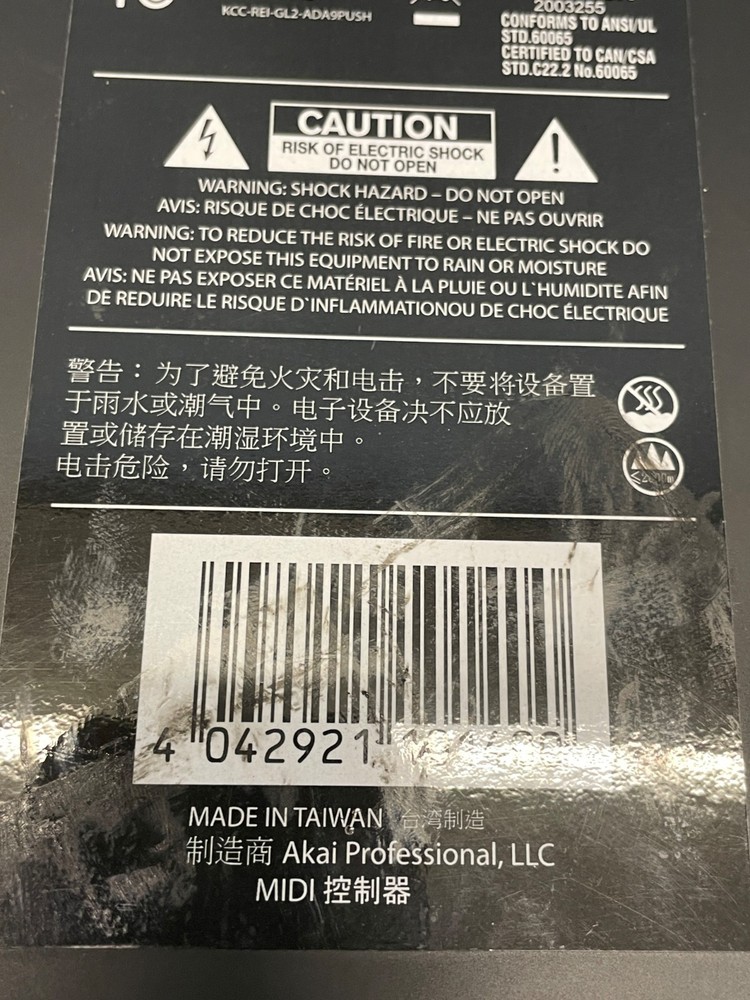 KCC-REI-GL2-ADA9PUSH
2003255
CONFORMS TO ANSI/UL
STD.60065
CERTIFIED TO CAN/CSA
STD.C22.2 No.60065
CAUTION
RISK OF ELECTRIC SHOCK
DO NOT OPEN
WARNING: SHOCK HAZARD – DO NOT OPEN
AVIS: RISQUE DE CHOC ÉLECTRIQUE – NE PAS OUVRIR
WARNING: TO REDUCE THE RISK OF FIRE OR ELECTRIC SHOCK DO
NOT EXPOSE THIS EQUIPMENT TO RAIN OR MOISTURE
AVIS: NE PAS EXPOSER CE MATÉRIEL À LA PLUIE OU L`HUMIDITE AFIN
DE REDUIRE LE RISQUE D`INFLAMMATIONOU DE CHOC ÉLECTRIQUE
警告：为了避免火灾和电击，不要将设备置
于雨水或潮气中。电子设备决不应放
置或储存在潮湿环境中。
电击危险，请勿打开。
4 042921
MADE IN TAIWAN 台湾制造
制造商 Akai Professional, LLC
MIDI 控制器